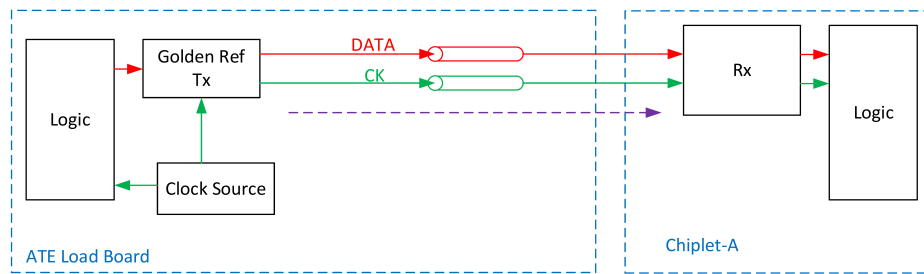 DATA
Golden Ref
Tx
CK
Rx
Logic
Logic
Clock Source
ATE Load Board
Chiplet-A